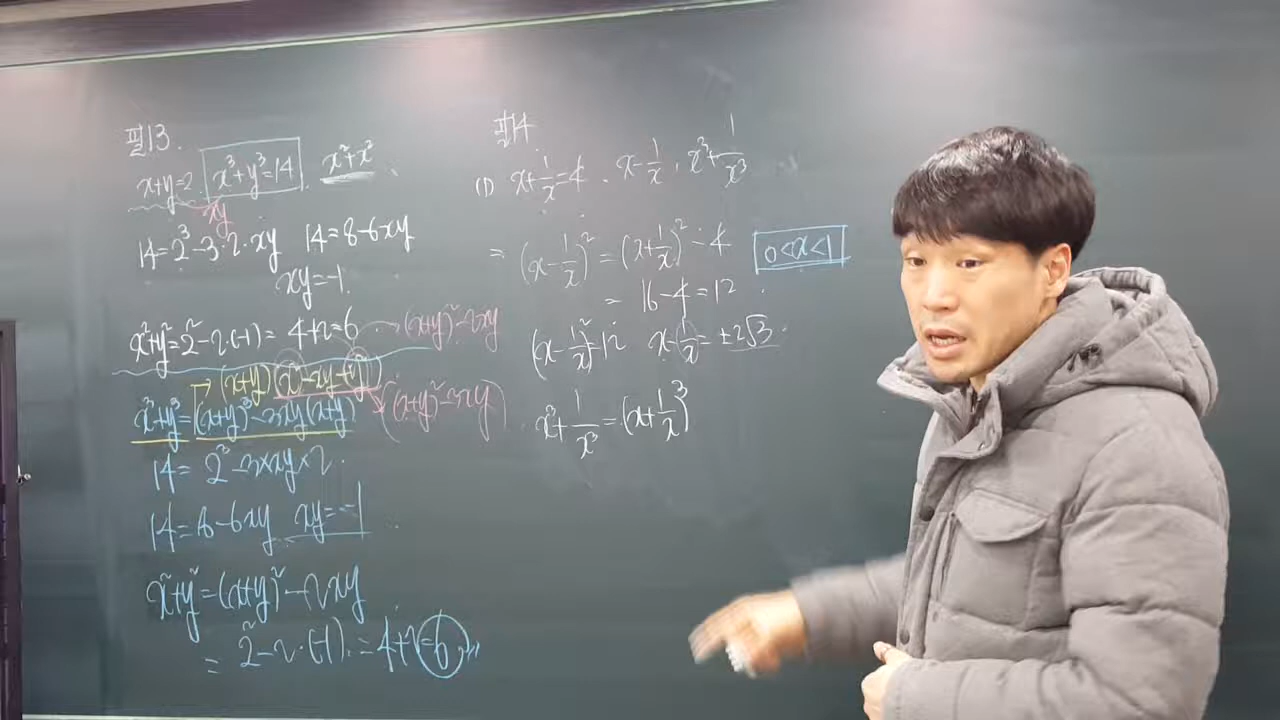 필13.
x+y=2. x³+y³=14. x²+x²
xy
14=2³-3·2·xy 14=8-6xy
xy=-1.
x²+y²=2²-2·(-1)=4+2=6 (x+y)²-2xy
(x+y)(x²-xy+y²)
x³+y³=(x+y)³-3xy(x+y) ((x+y)²-3xy)
14=2³-3×xy×2.
14=8-6xy xy=-1
x²+y²=(x+y)²-2xy
=2²-2·(-1).=4+2=6
필14.
(1) x+1/x=4. x-1/x, x³+1/x³
=(x-1/x)²=(x+1/x)²-4 0<x<1
=16-4=12.
(x-1/x)²=12 x-1/x=±2√3.
x³+1/x³=(x+1/x)³